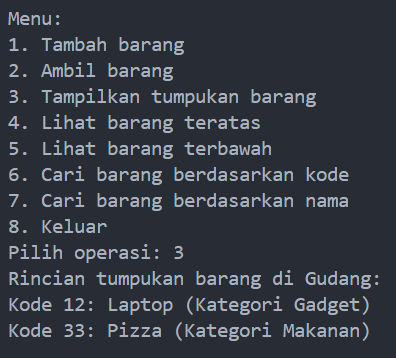 Menu:
1. Tambah barang
2. Ambil barang
3. Tampilkan tumpukan barang
4. Lihat barang teratas
5. Lihat barang terbawah
6. Cari barang berdasarkan kode
7. Cari barang berdasarkan nama
8. Keluar
Pilih operasi: 3
Rincian tumpukan barang di Gudang:
Kode 12: Laptop (Kategori Gadget)
Kode 33: Pizza (Kategori Makanan)